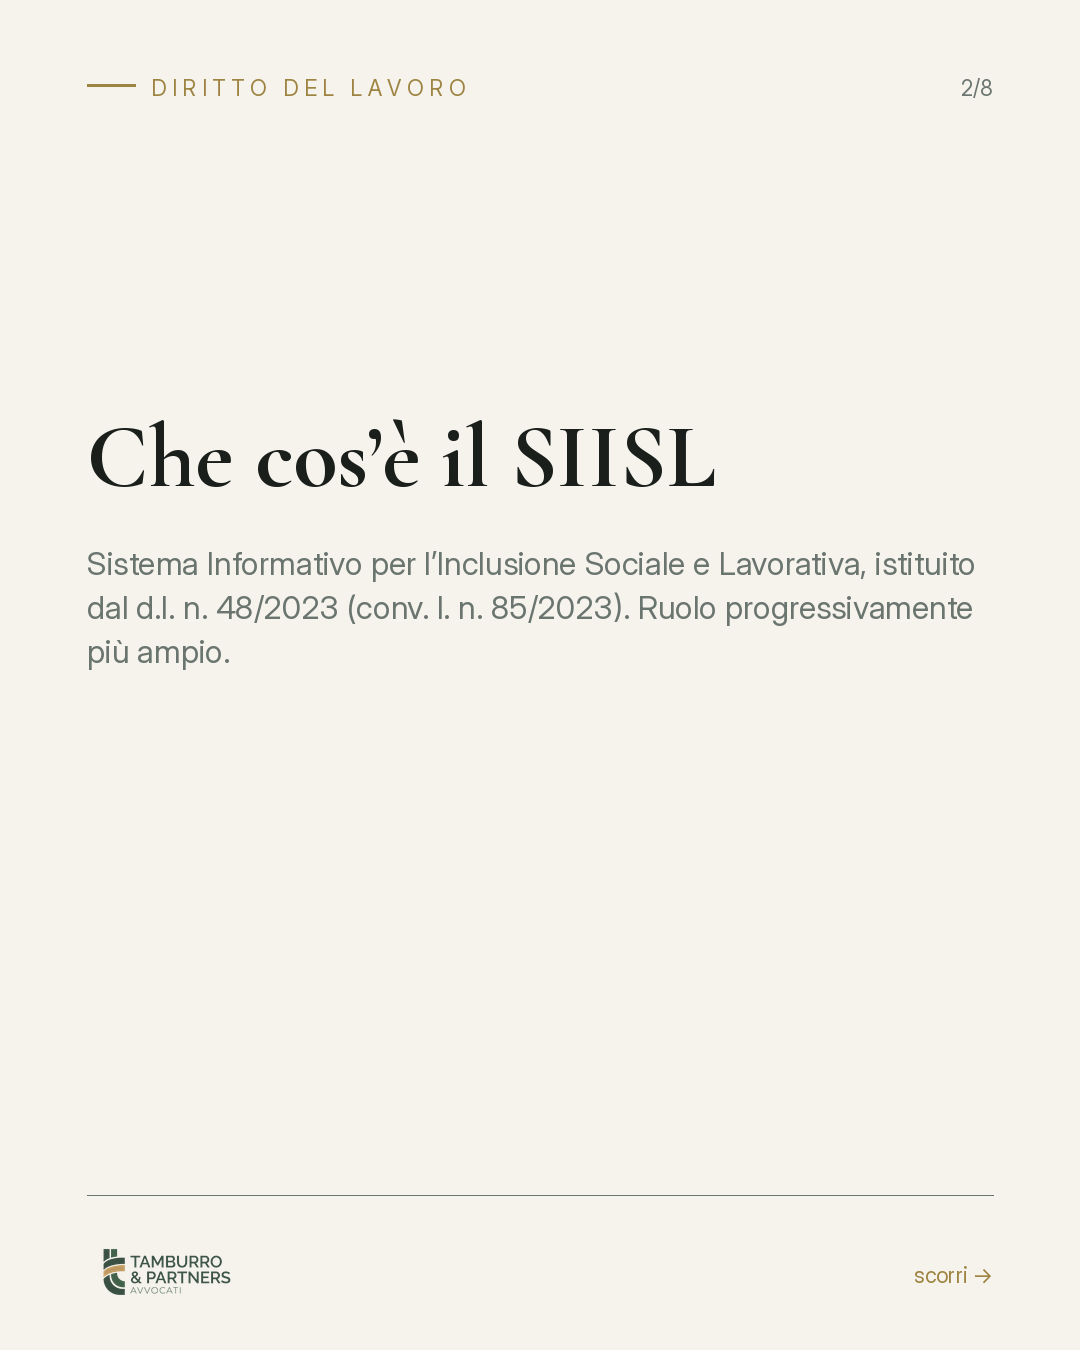 DIRITTO DEL LAVORO
2/8
Che cos’è il SIISL
Sistema Informativo per l’Inclusione Sociale e Lavorativa, istituito
dal d.l. n. 48/2023 (conv. l. n. 85/2023). Ruolo progressivamente
più ampio.
TAMBURRO
& PARTNERS
AVVOCATI
scorri →